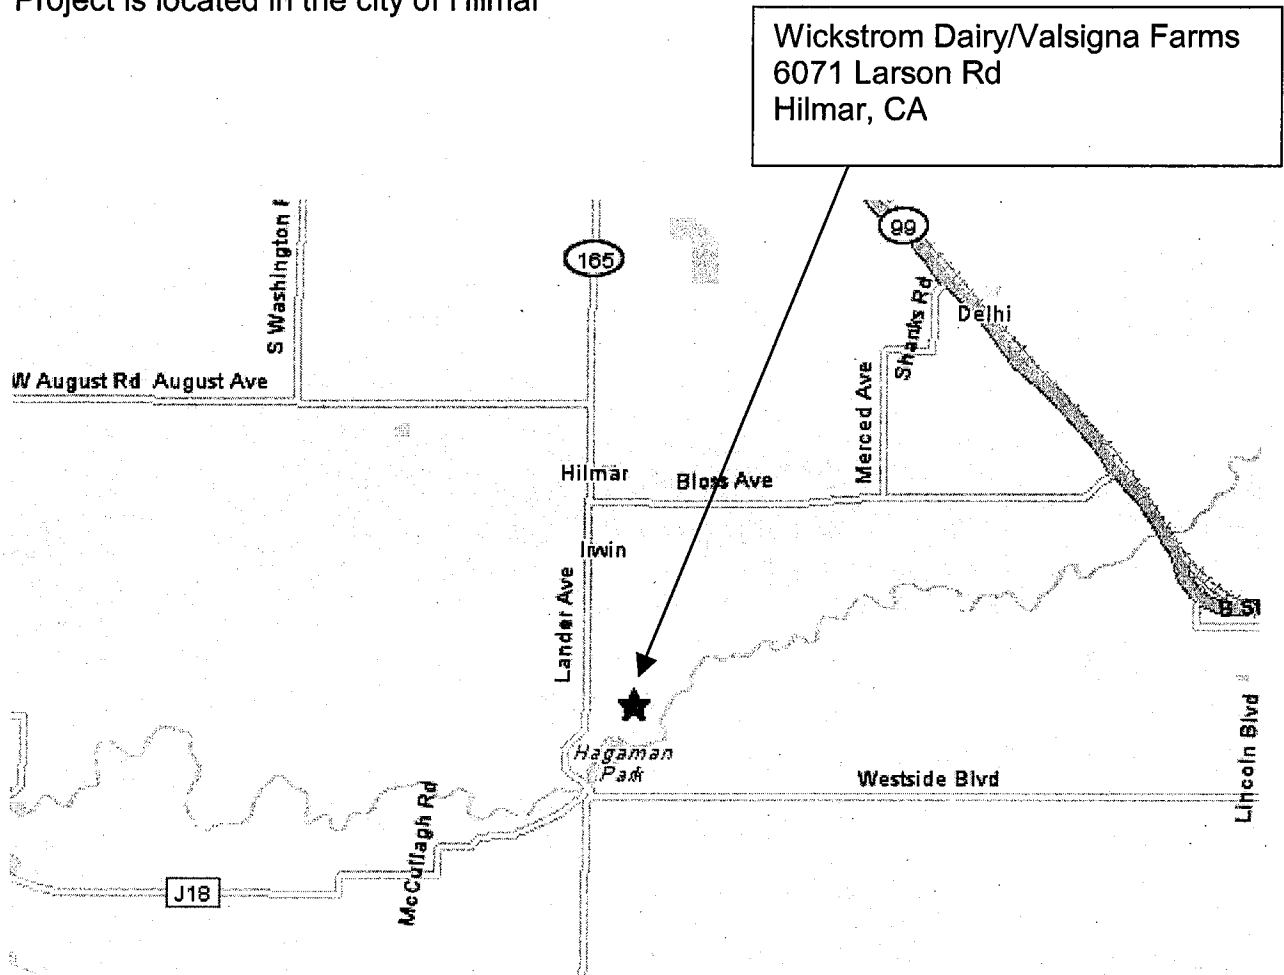 Project is located in the city of Hilmar
Wickstrom Dairy/Valsigna Farms
6071 Larson Rd
Hilmar, CA
S Washington
165
99
Shanks Rd
Delhi
W August Rd August Ave
Merced Ave
Hilmar
Bloss Ave
Irwin
Lander Ave
B St
Hagaman
Park
Westside Blvd
Lincoln Blvd
McCullagh Rd
J18